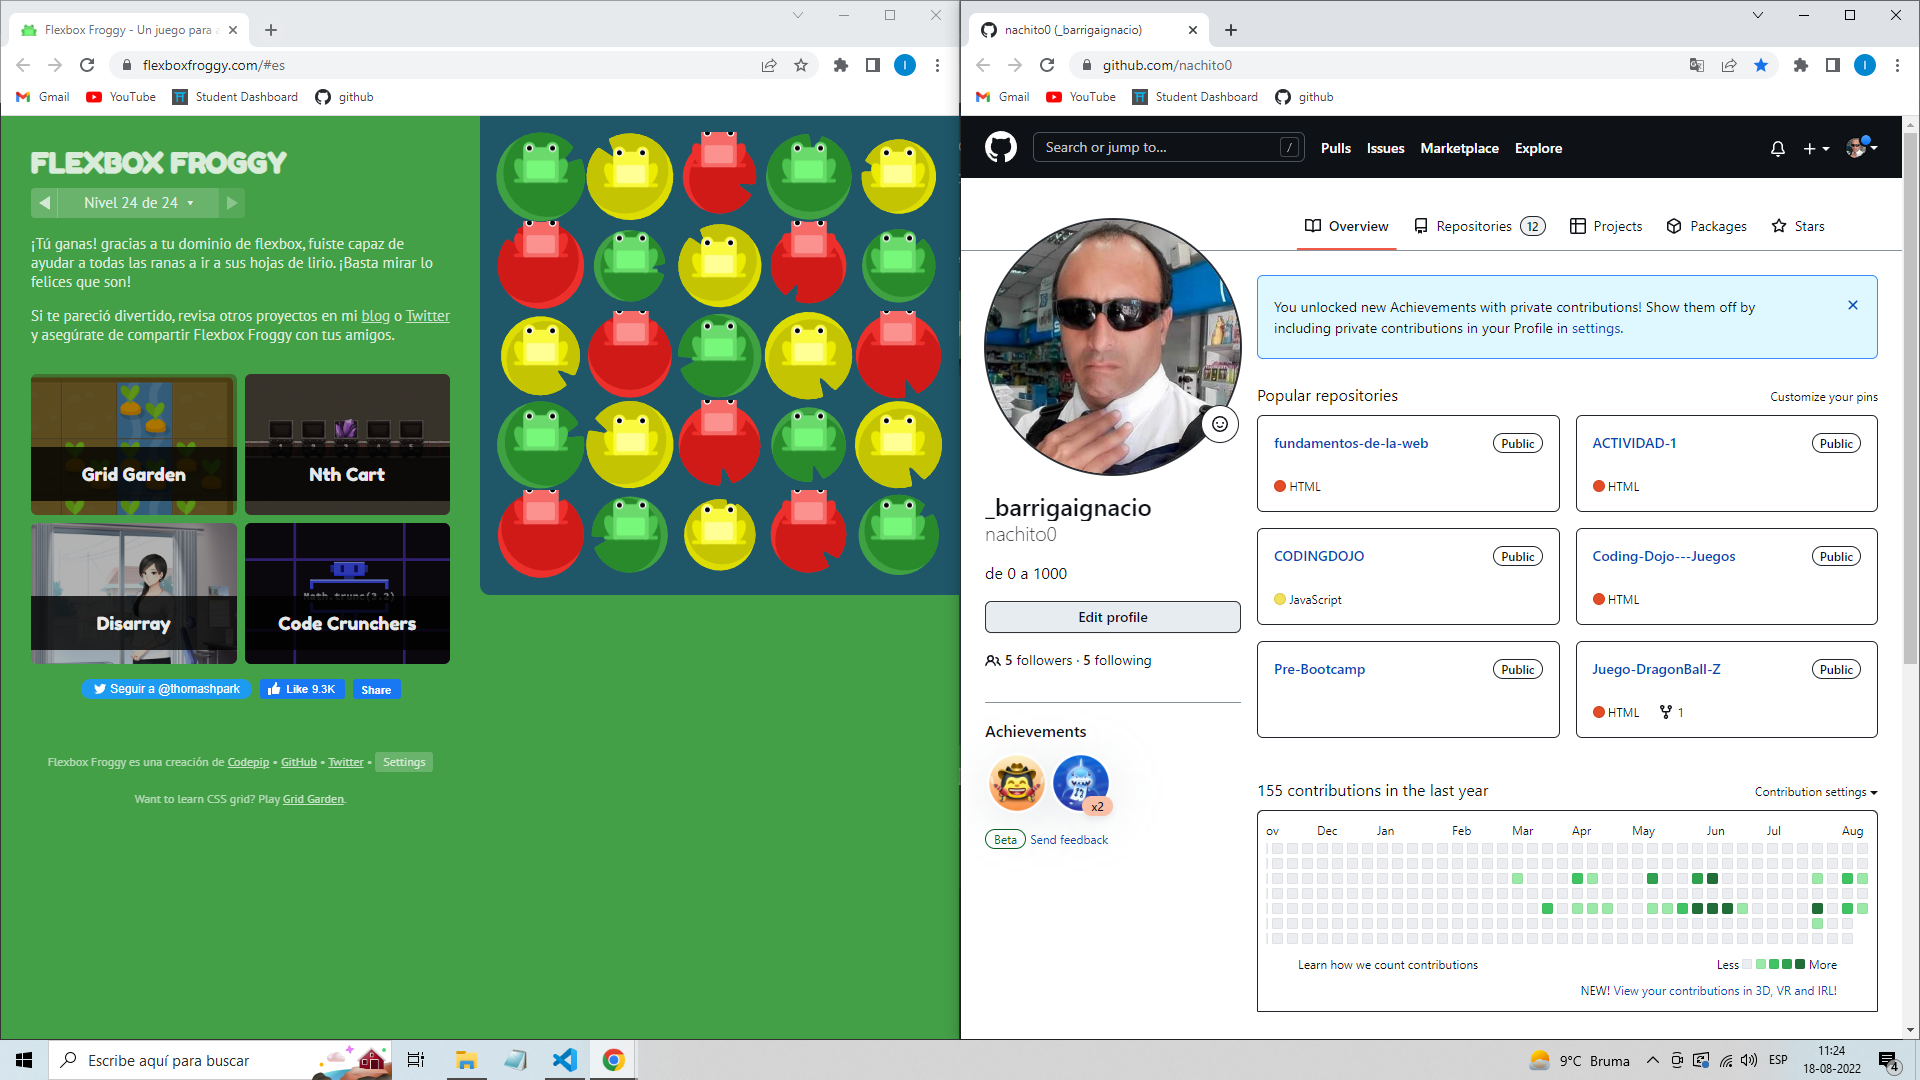 Flexbox Froggy - Un juego para
flexboxfroggy.com/#es
Gmail YouTube Student Dashboard github
FLEXBOX FROGGY
Nivel 24 de 24
¡Tú ganas! gracias a tu dominio de flexbox, fuiste capaz de
ayudar a todas las ranas a ir a sus hojas de lirio. ¡Basta mirar lo
felices que son!
Si te pareció divertido, revisa otros proyectos en mi blog o Twitter
y asegúrate de compartir Flexbox Froggy con tus amigos.
Grid Garden
Nth Cart
Disarray
Math.trunc(3.2)
Code Crunchers
Seguir a @thomashpark Like 9.3K Share
Flexbox Froggy es una creación de Codepip • GitHub • Twitter • Settings
Want to learn CSS grid? Play Grid Garden.
nachito0 (_barrigaignacio)
github.com/nachito0
Gmail YouTube Student Dashboard github
Search or jump to... / Pulls Issues Marketplace Explore
Overview Repositories 12 Projects Packages Stars
You unlocked new Achievements with private contributions! Show them off by
including private contributions in your Profile in settings.
_barrigaignacio
nachito0
de 0 a 1000
Edit profile
5 followers · 5 following
Achievements
x2
Beta Send feedback
Popular repositories Customize your pins
fundamentos-de-la-web Public
HTML
ACTIVIDAD-1 Public
HTML
CODINGDOJO Public
JavaScript
Coding-Dojo---Juegos Public
HTML
Pre-Bootcamp Public
Juego-DragonBall-Z Public
HTML 1
155 contributions in the last year Contribution settings
ov Dec Jan Feb Mar Apr May Jun Jul Aug
Learn how we count contributions Less More
NEW! View your contributions in 3D, VR and IRL!
Escribe aquí para buscar
9°C Bruma ESP
11:24
18-08-2022
4